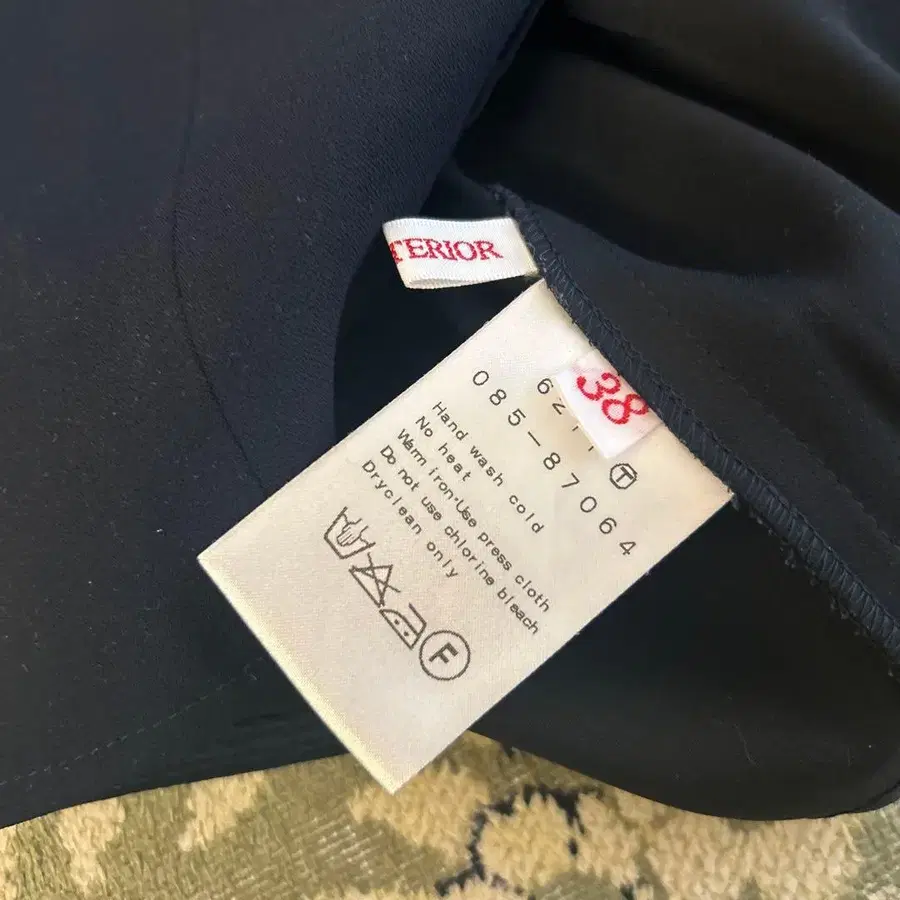 TERIOR
38
62
Ⓣ
085-87064
Hand wash cold
No heat
Warm iron·Use press cloth
Do not use chlorine bleach
Dryclean only
F